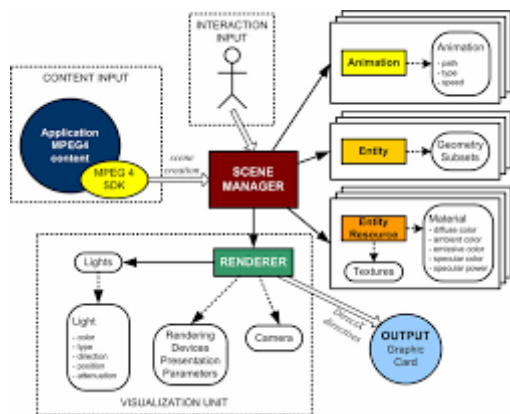 INTERACTION
INPUT
CONTENT INPUT
Application
MPEG4
content
MPEG 4
SDK
scene
creation
SCENE
MANAGER
Animation
Animation
- path
- type
- speed
Entity
Geometry
Subsets
Entity
Resource
Material
- diffuse color
- ambient color
- emissive color
- specular color
- specular power
Textures
RENDERER
Lights
Light
- color
- type
- direction
- position
- attenuation
Rendering
Devices
Presentation
Parameters
Camera
DirectX
directives
OUTPUT
Graphic
Card
VISUALIZATION UNIT